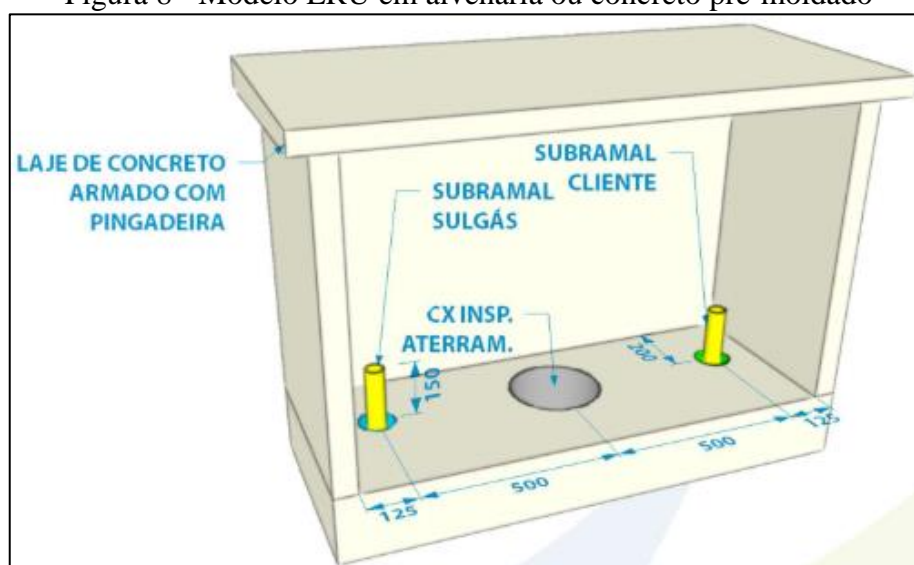 Figura 8 - Modelo ERU em alvenaria ou concreto pré-moldado
LAJE DE CONCRETO
ARMADO COM
PINGADEIRA
SUBRAMAL
SULGÁS
SUBRAMAL
CLIENTE
CX INSP.
ATERRAM.
150
200
125
500
500
125